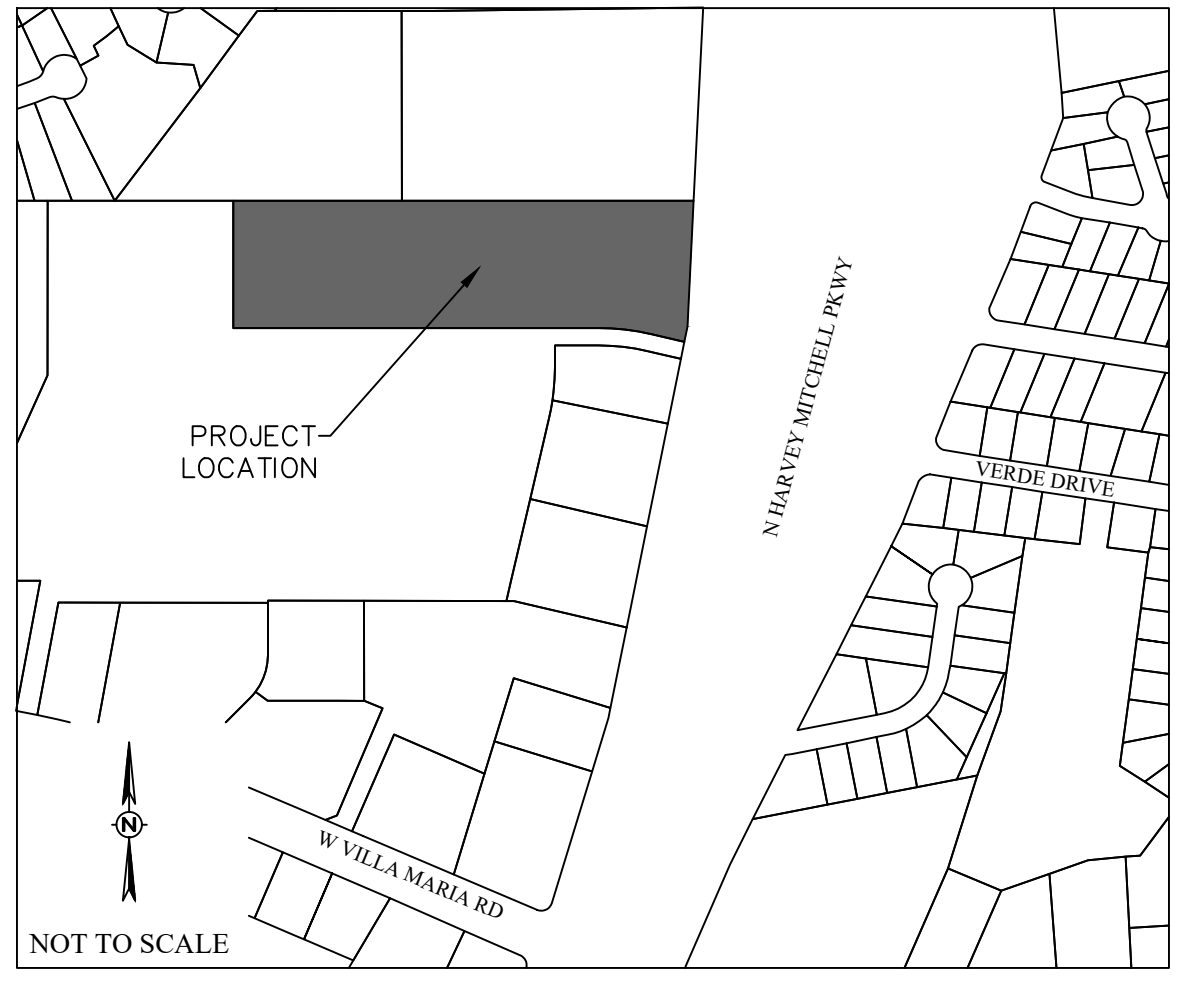 N HARVEY MITCHELL PKWY
PROJECT
LOCATION
VERDE DRIVE
N
W VILLA MARIA RD
NOT TO SCALE